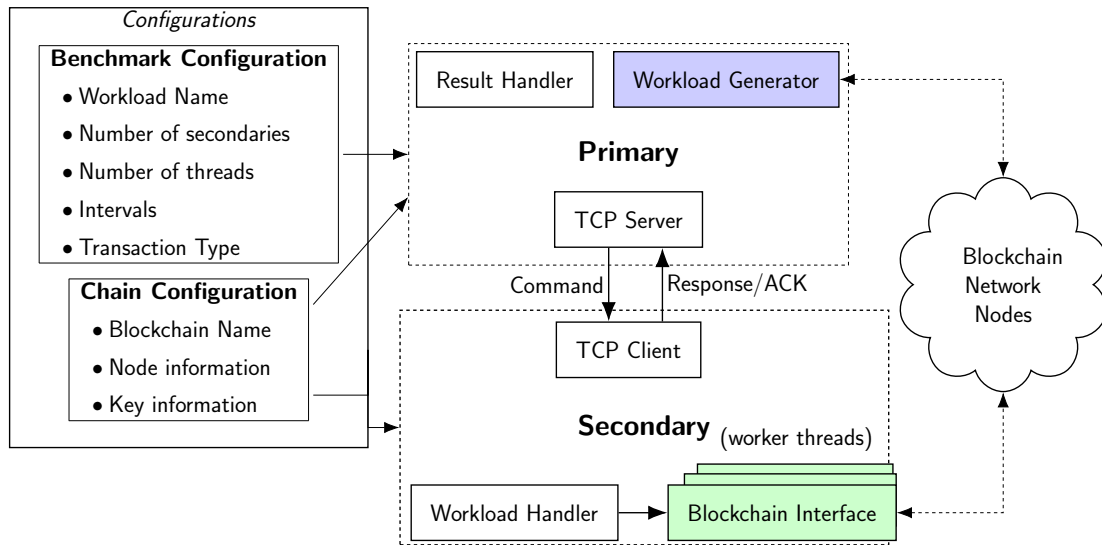 Configurations
Benchmark Configuration
• Workload Name
• Number of secondaries
• Number of threads
• Intervals
• Transaction Type
Chain Configuration
• Blockchain Name
• Node information
• Key information
Result Handler
Workload Generator
Primary
TCP Server
Command
Response/ACK
TCP Client
Secondary
(worker threads)
Workload Handler
Blockchain Interface
Blockchain
Network
Nodes